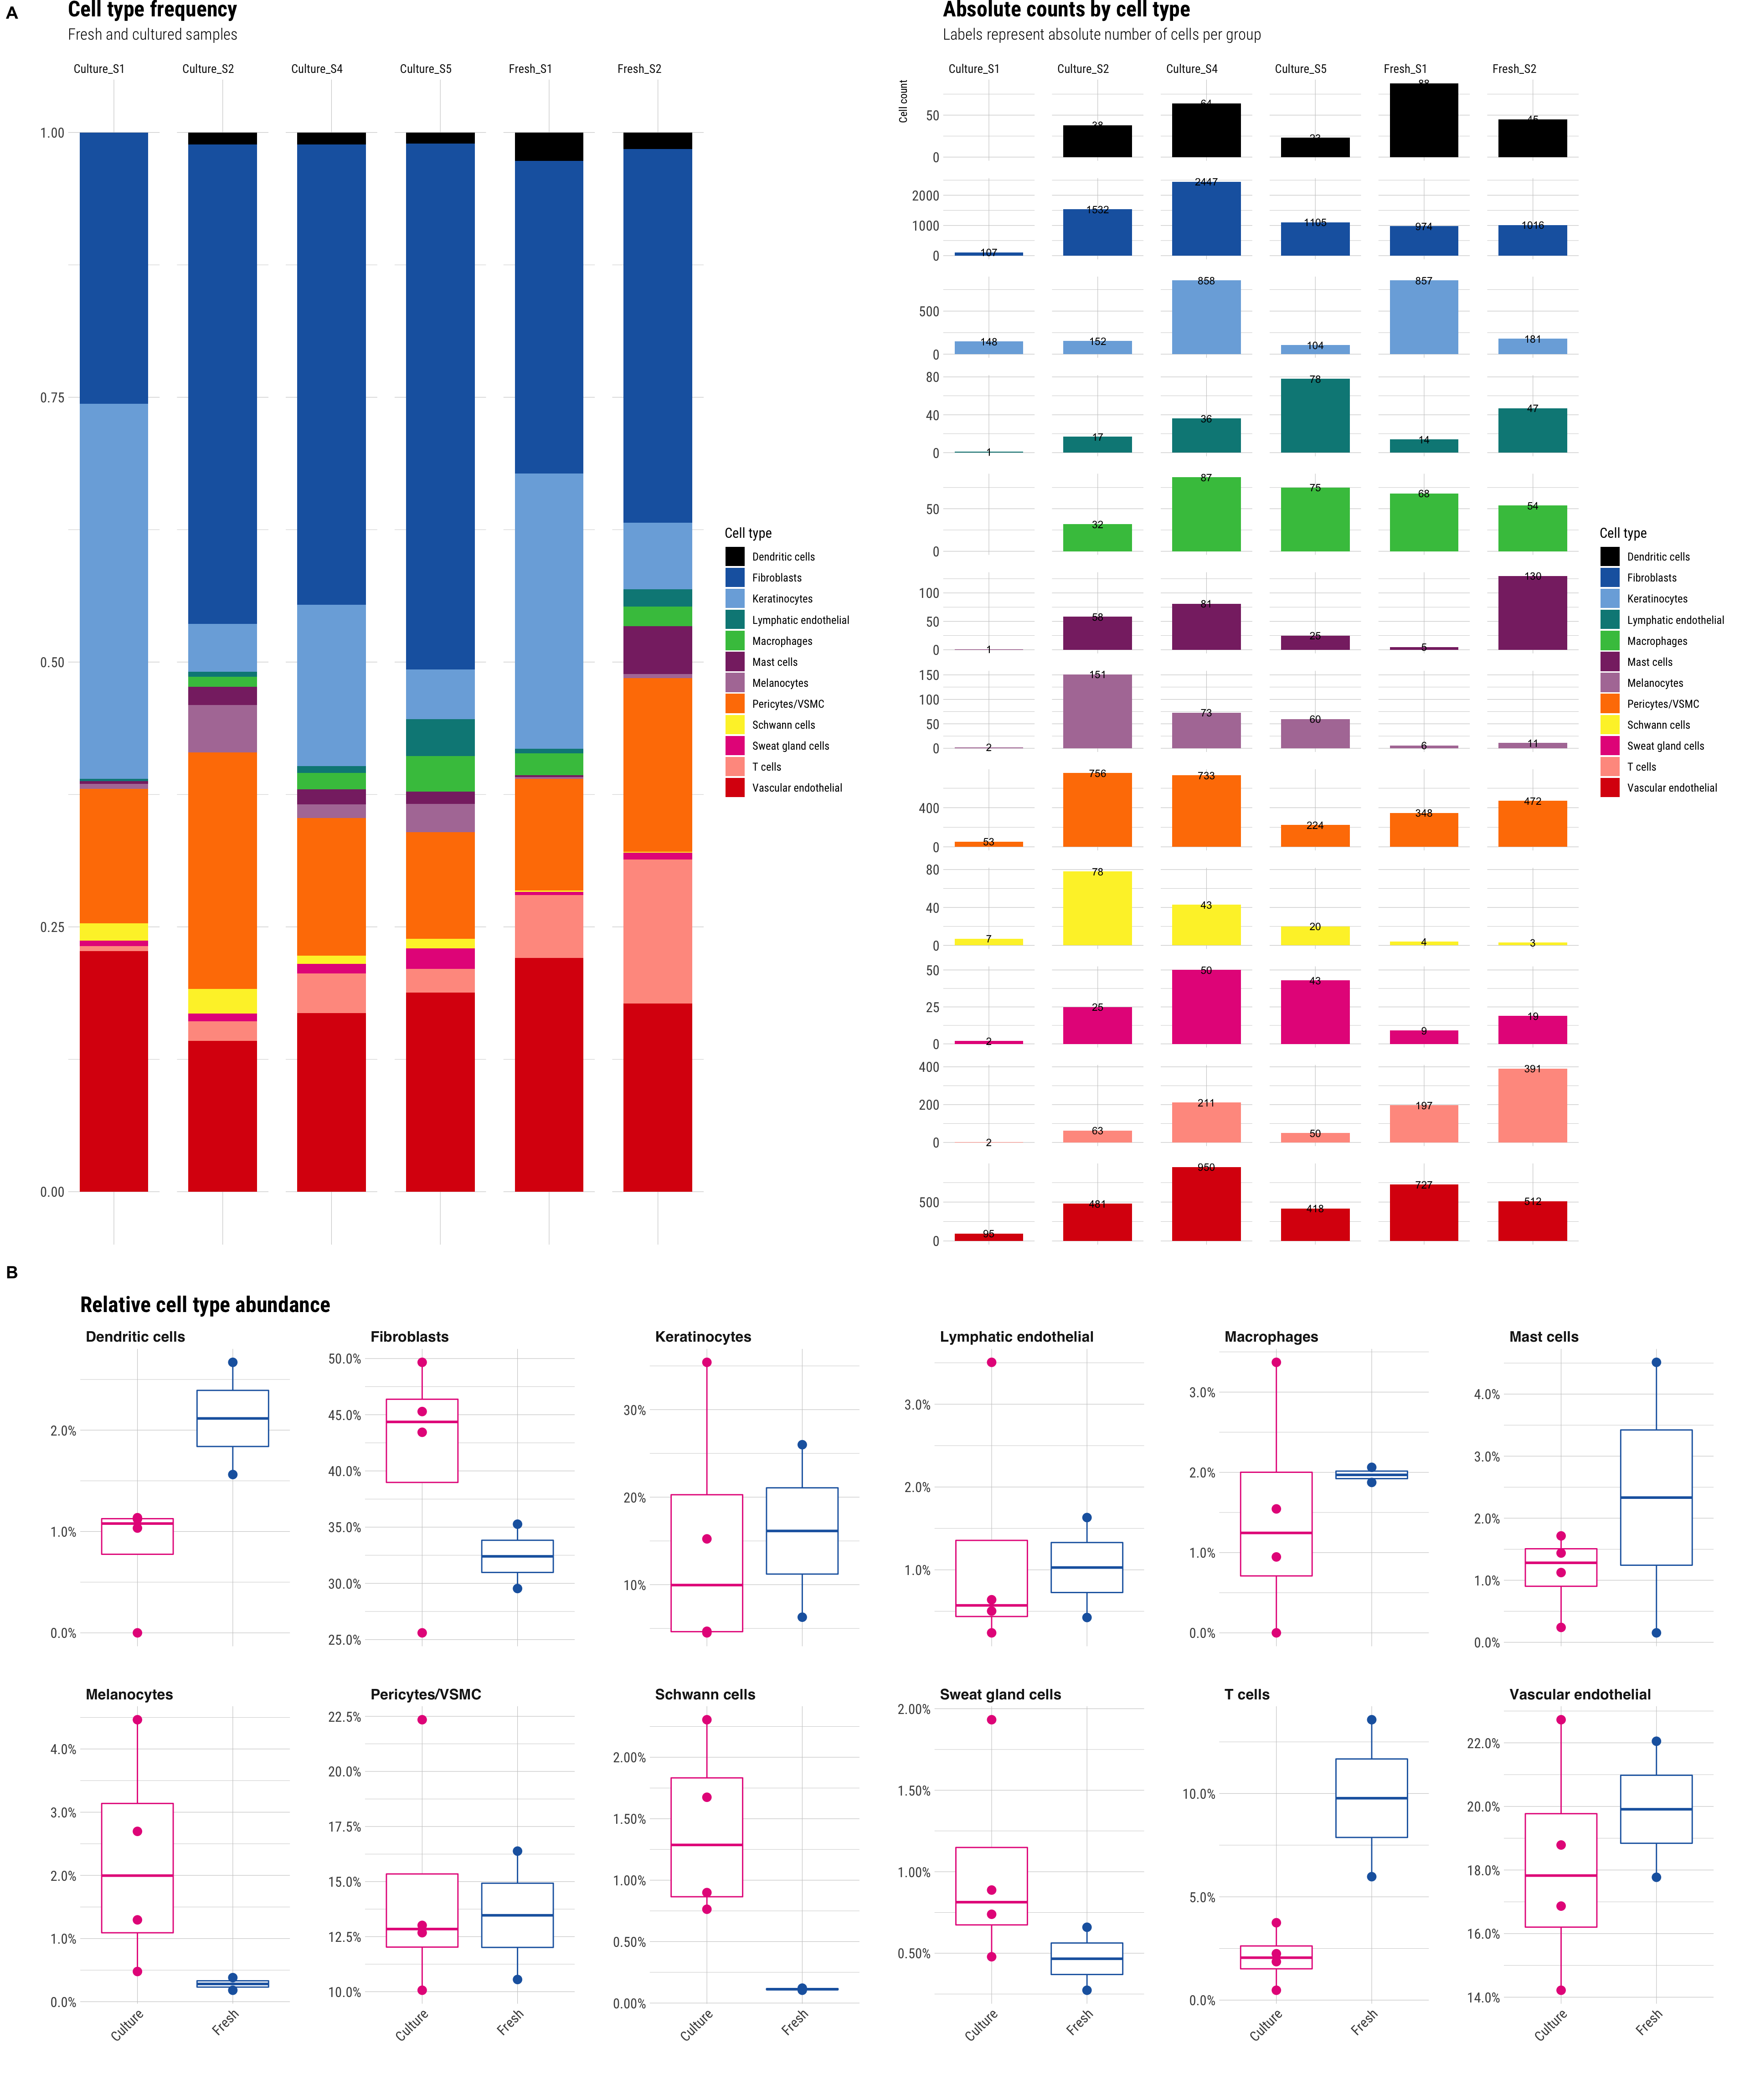 A
Cell type frequency
Fresh and cultured samples
Culture_S1 Culture_S2 Culture_S4 Culture_S5 Fresh_S1 Fresh_S2
1.00
0.75
0.50
0.25
0.00
Cell type
Dendritic cells
Fibroblasts
Keratinocytes
Lymphatic endothelial
Macrophages
Mast cells
Melanocytes
Pericytes/VSMC
Schwann cells
Sweat gland cells
T cells
Vascular endothelial
Absolute counts by cell type
Labels represent absolute number of cells per group
Culture_S1 Culture_S2 Culture_S4 Culture_S5 Fresh_S1 Fresh_S2
Cell count
50
0
38 64 23 88 45
2000
1000
0
107 1532 2447 1105 974 1016
500
0
148 152 858 104 857 181
80
40
0
1 17 36 78 14 47
50
0
32 87 75 68 54
100
50
0
1 58 81 25 5 130
150
100
50
0
2 151 73 60 6 11
400
0
53 756 733 224 348 472
80
40
0
7 78 43 20 4 3
50
25
0
2 25 50 43 9 19
400
200
0
2 63 211 50 197 391
500
0
95 481 950 418 727 512
Cell type
Dendritic cells
Fibroblasts
Keratinocytes
Lymphatic endothelial
Macrophages
Mast cells
Melanocytes
Pericytes/VSMC
Schwann cells
Sweat gland cells
T cells
Vascular endothelial
B
Relative cell type abundance
Dendritic cells
2.0%
1.0%
0.0%
Fibroblasts
50.0%
45.0%
40.0%
35.0%
30.0%
25.0%
Keratinocytes
30%
20%
10%
Lymphatic endothelial
3.0%
2.0%
1.0%
Macrophages
3.0%
2.0%
1.0%
0.0%
Mast cells
4.0%
3.0%
2.0%
1.0%
0.0%
Melanocytes
4.0%
3.0%
2.0%
1.0%
0.0%
Culture Fresh
Pericytes/VSMC
22.5%
20.0%
17.5%
15.0%
12.5%
10.0%
Culture Fresh
Schwann cells
2.00%
1.50%
1.00%
0.50%
0.00%
Culture Fresh
Sweat gland cells
2.00%
1.50%
1.00%
0.50%
Culture Fresh
T cells
10.0%
5.0%
0.0%
Culture Fresh
Vascular endothelial
22.0%
20.0%
18.0%
16.0%
14.0%
Culture Fresh